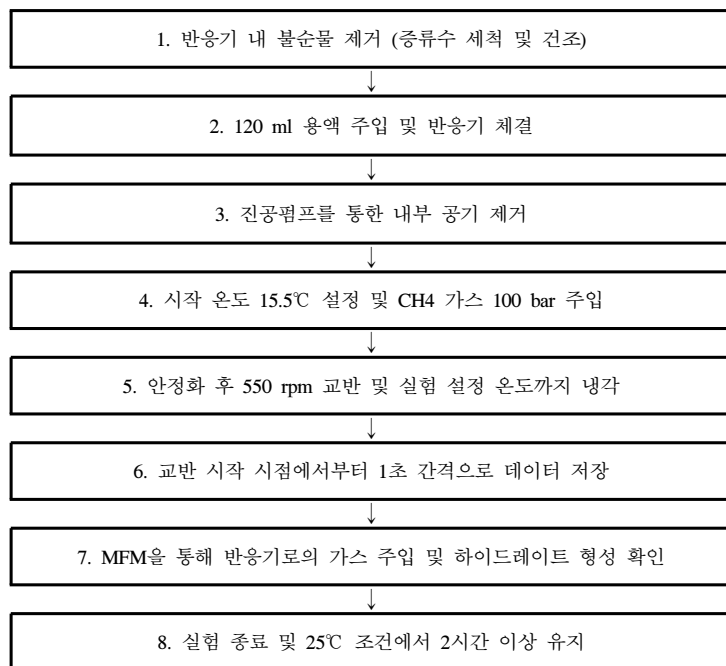 1. 반응기 내 불순물 제거 (증류수 세척 및 건조)
↓
2. 120 ml 용액 주입 및 반응기 체결
↓
3. 진공펌프를 통한 내부 공기 제거
↓
4. 시작 온도 15.5℃ 설정 및 CH4 가스 100 bar 주입
↓
5. 안정화 후 550 rpm 교반 및 실험 설정 온도까지 냉각
↓
6. 교반 시작 시점에서부터 1초 간격으로 데이터 저장
↓
7. MFM을 통해 반응기로의 가스 주입 및 하이드레이트 형성 확인
↓
8. 실험 종료 및 25℃ 조건에서 2시간 이상 유지